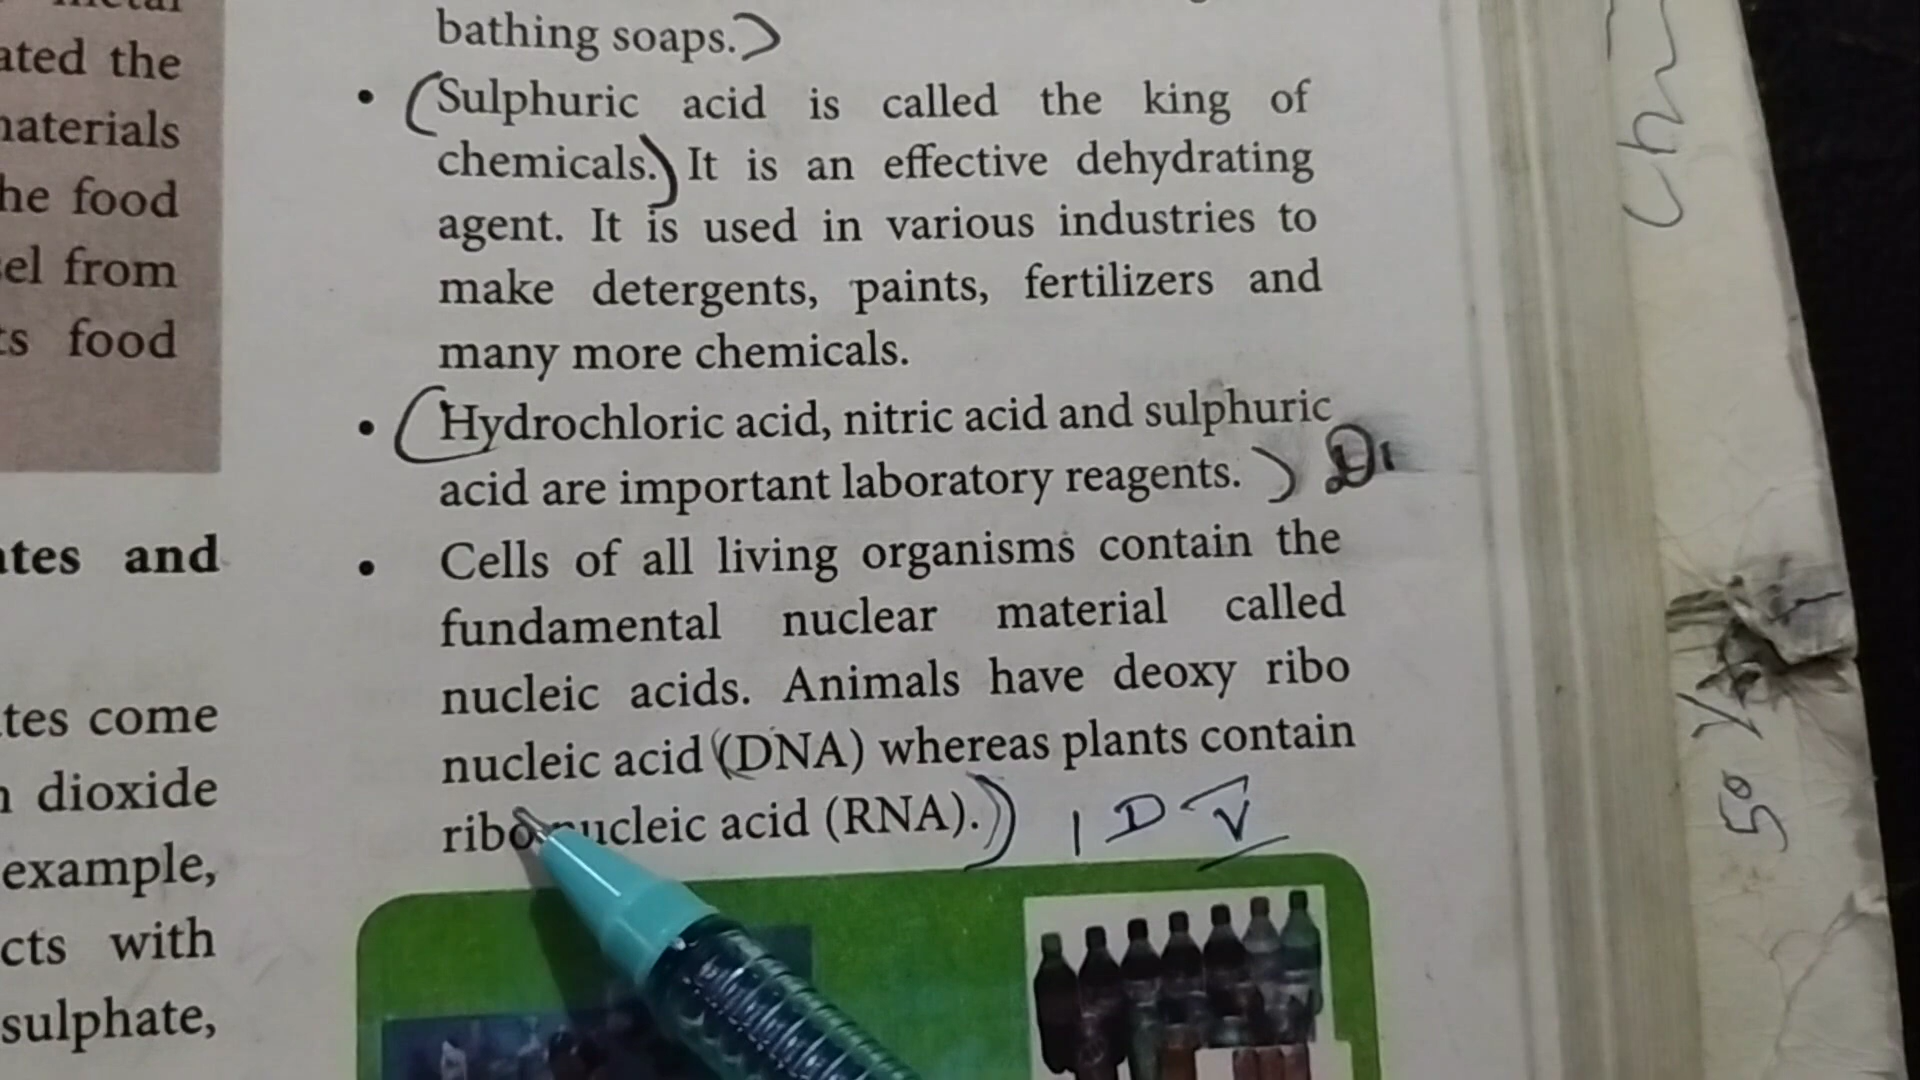 ated the
materials
he food
el from
ts food
tes and
tes come
n dioxide
example,
cts with
sulphate,
bathing soaps.
• Sulphuric acid is called the king of
chemicals. It is an effective dehydrating
agent. It is used in various industries to
make detergents, paints, fertilizers and
many more chemicals.
• Hydrochloric acid, nitric acid and sulphuric
acid are important laboratory reagents.
• Cells of all living organisms contain the
fundamental nuclear material called
nucleic acids. Animals have deoxy ribo
nucleic acid (DNA) whereas plants contain
ribo nucleic acid (RNA).